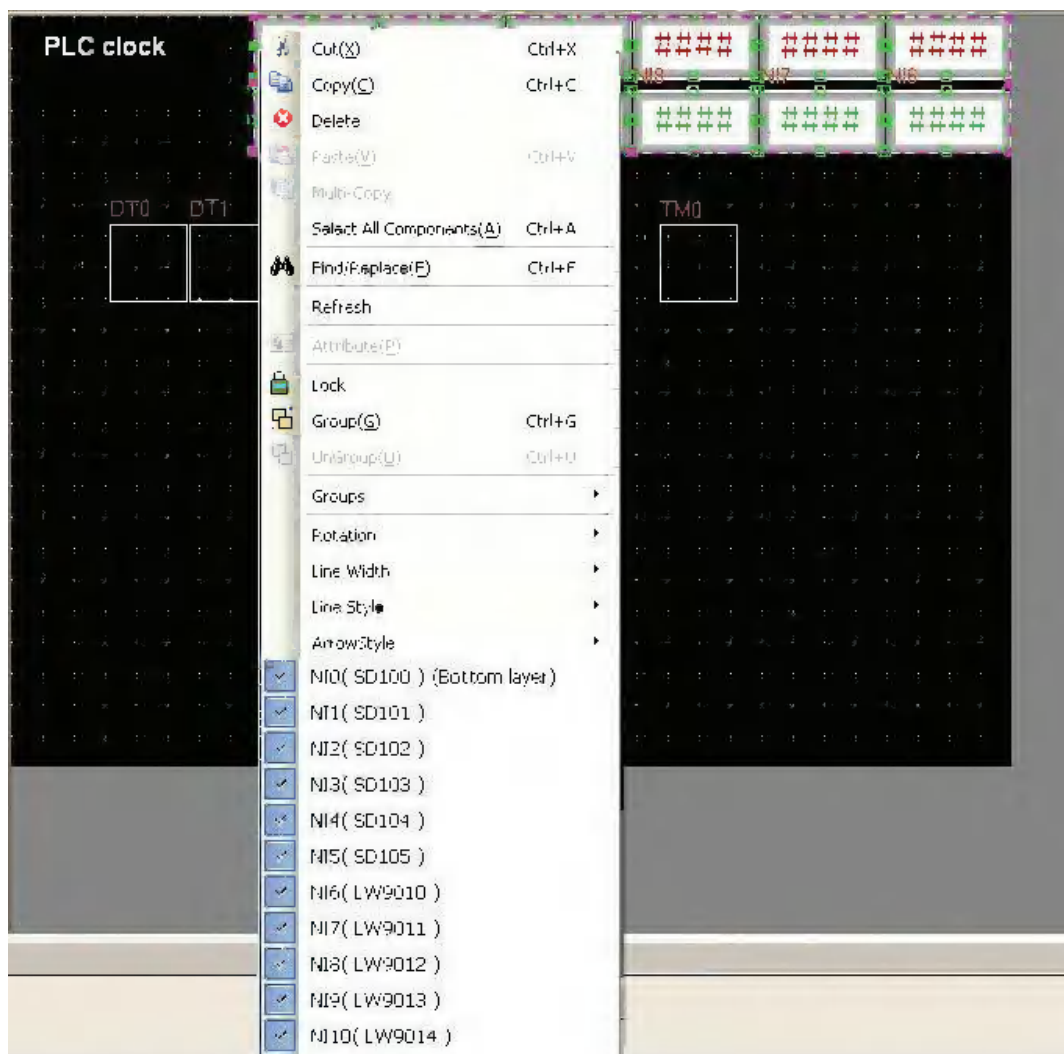 PLC clock
Cut(X) Ctrl+X
Copy(C) Ctrl+C
Delete
Paste(V) Ctrl+V
Multi-Copy
Select All Components(A) Ctrl+A
Find/Replace(F) Ctrl+F
Refresh
Attribute(P)
Lock
Group(G) Ctrl+G
UnGroup(U) Ctrl+U
Groups
Rotation
Line Width
Line Style
ArrowStyle
NI0( SD100 ) (Bottom layer)
NI1( SD101 )
NI2( SD102 )
NI3( SD103 )
NI4( SD104 )
NI5( SD105 )
NI6( LW9010 )
NI7( LW9011 )
NI8( LW9012 )
NI9( LW9013 )
NI10( LW9014 )
#### #### ####
NI8 NI7 NI6
#### #### ####
DT0 DT1 TM0